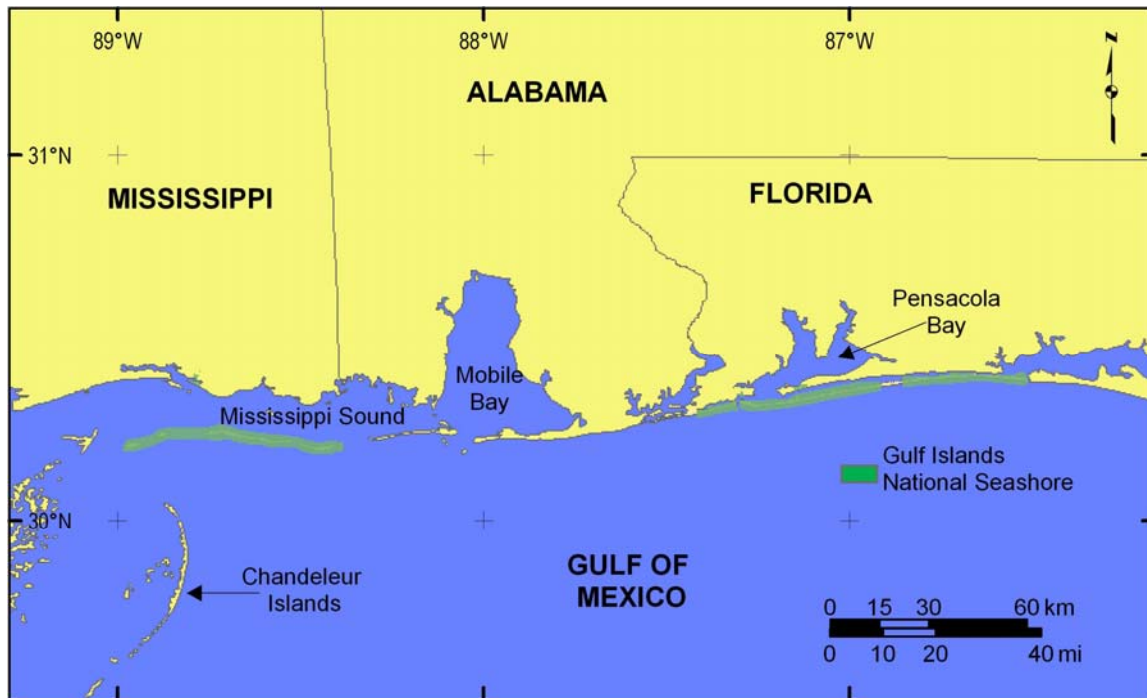 89°W
88°W
87°W
N
ALABAMA
31°N
MISSISSIPPI
FLORIDA
Pensacola
Bay
Mobile
Bay
Mississippi Sound
Gulf Islands
National Seashore
30°N
GULF OF
MEXICO
Chandeleur
Islands
0 15 30 60 km
0 10 20 40 mi